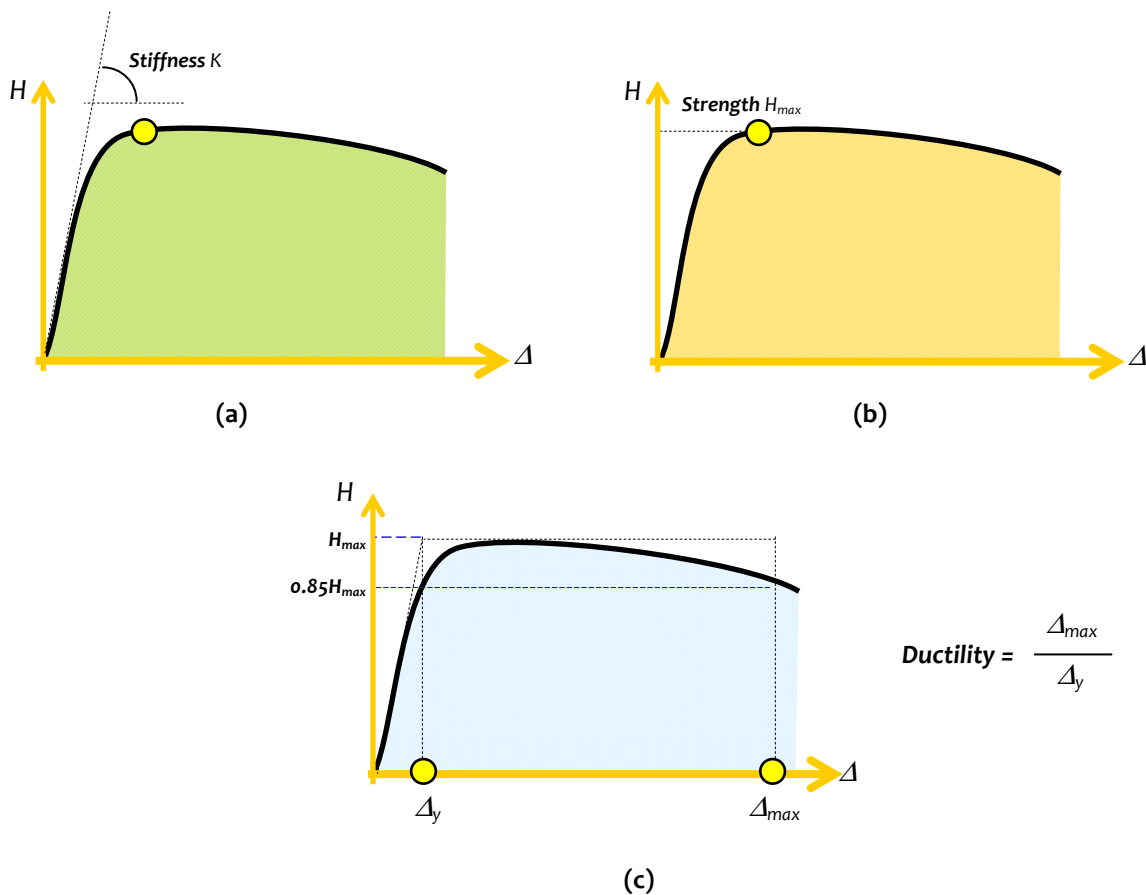 Stiffness K
H
Δ
(a)
H
Strength Hmax
Δ
(b)
H
Hmax
0.85Hmax
Δ
Δy
Δmax
Ductility = Δmax
Δy
(c)